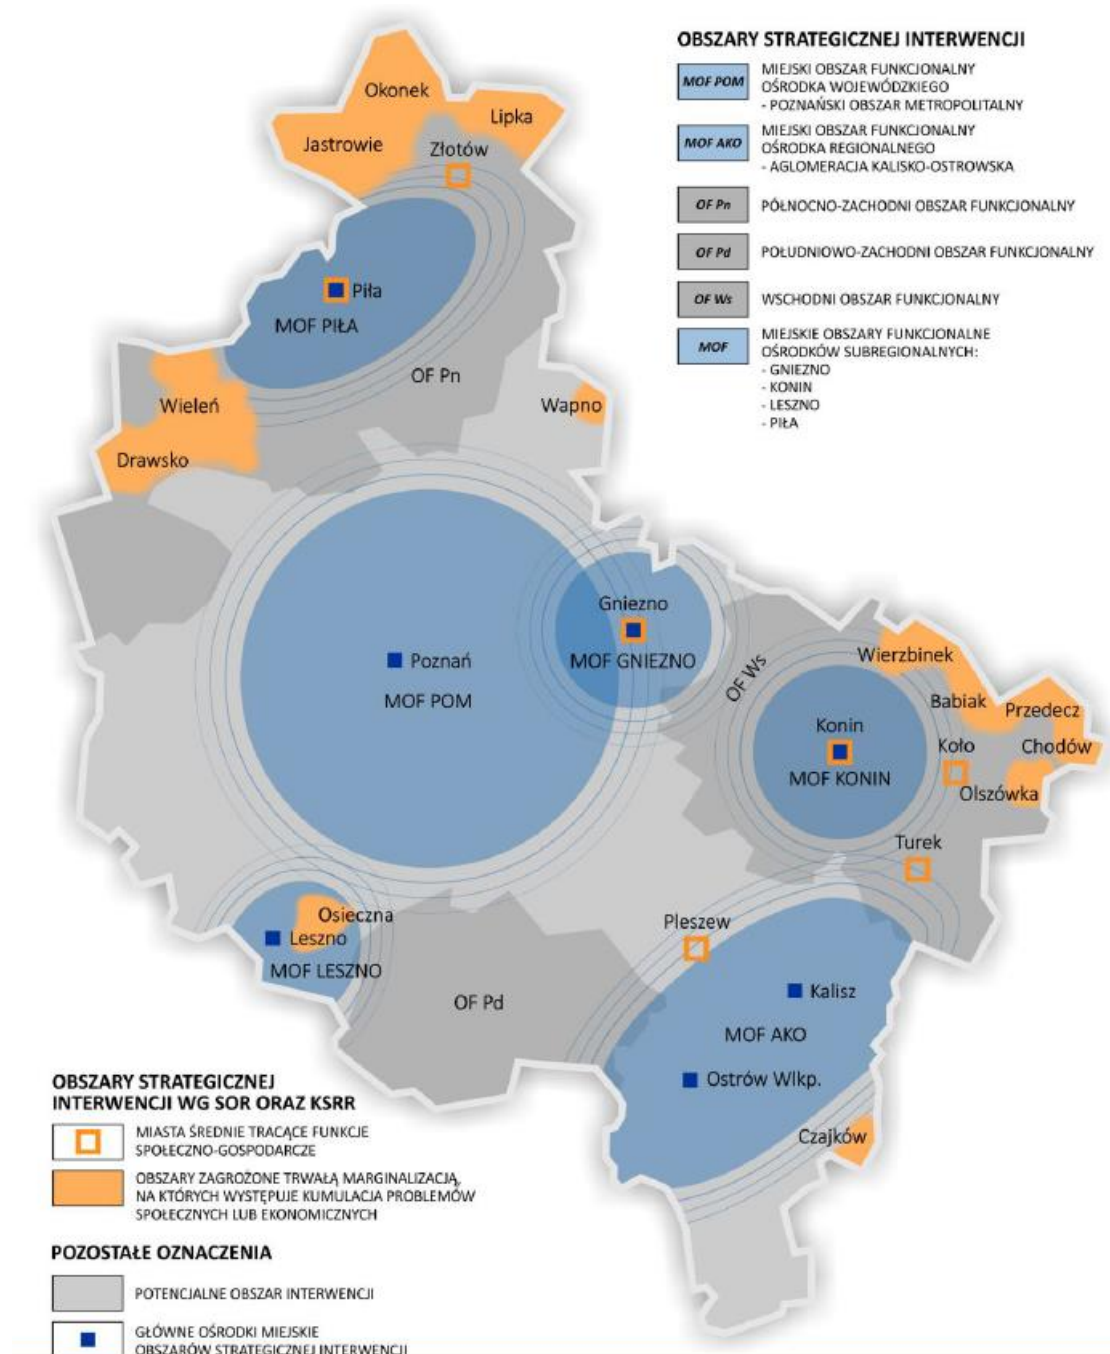 OBSZARY STRATEGICZNEJ INTERWENCJI
MOF POM
MIEJSKI OBSZAR FUNKCJONALNY
OŚRODKA WOJEWÓDZKIEGO
- POZNAŃSKI OBSZAR METROPOLITALNY
MOF AKO
MIEJSKI OBSZAR FUNKCJONALNY
OŚRODKA REGIONALNEGO
- AGLOMERACJA KALISKO-OSTROWSKA
OF Pn
PÓŁNOCNO-ZACHODNI OBSZAR FUNKCJONALNY
OF Pd
POŁUDNIOWO-ZACHODNI OBSZAR FUNKCJONALNY
OF Ws
WSCHODNI OBSZAR FUNKCJONALNY
MOF
MIEJSKIE OBSZARY FUNKCJONALNE
OŚRODKÓW SUBREGIONALNYCH:
- GNIEZNO
- KONIN
- LESZNO
- PIŁA
Okonek
Lipka
Jastrowie
Złotów
Piła
MOF PIŁA
OF Pn
Wieleń
Wapno
Drawsko
Gniezno
MOF GNIEZNO
Poznań
MOF POM
OF Ws
Wierzbinek
Babiak
Przedecz
Konin
Koło
Chodów
MOF KONIN
Olszówka
Turek
Osieczna
Leszno
MOF LESZNO
Pleszew
OF Pd
Kalisz
MOF AKO
Ostrów Wlkp.
Czajków
OBSZARY STRATEGICZNEJ
INTERWENCJI WG SOR ORAZ KSRR
MIASTA ŚREDNIE TRACĄCE FUNKCJE
SPOŁECZNO-GOSPODARCZE
OBSZARY ZAGROŻONE TRWAŁĄ MARGINALIZACJĄ,
NA KTÓRYCH WYSTĘPUJE KUMULACJA PROBLEMÓW
SPOŁECZNYCH LUB EKONOMICZNYCH
POZOSTAŁE OZNACZENIA
POTENCJALNE OBSZAR INTERWENCJI
GŁÓWNE OŚRODKI MIEJSKIE
OBSZARÓW STRATEGICZNEJ INTERWENCJI